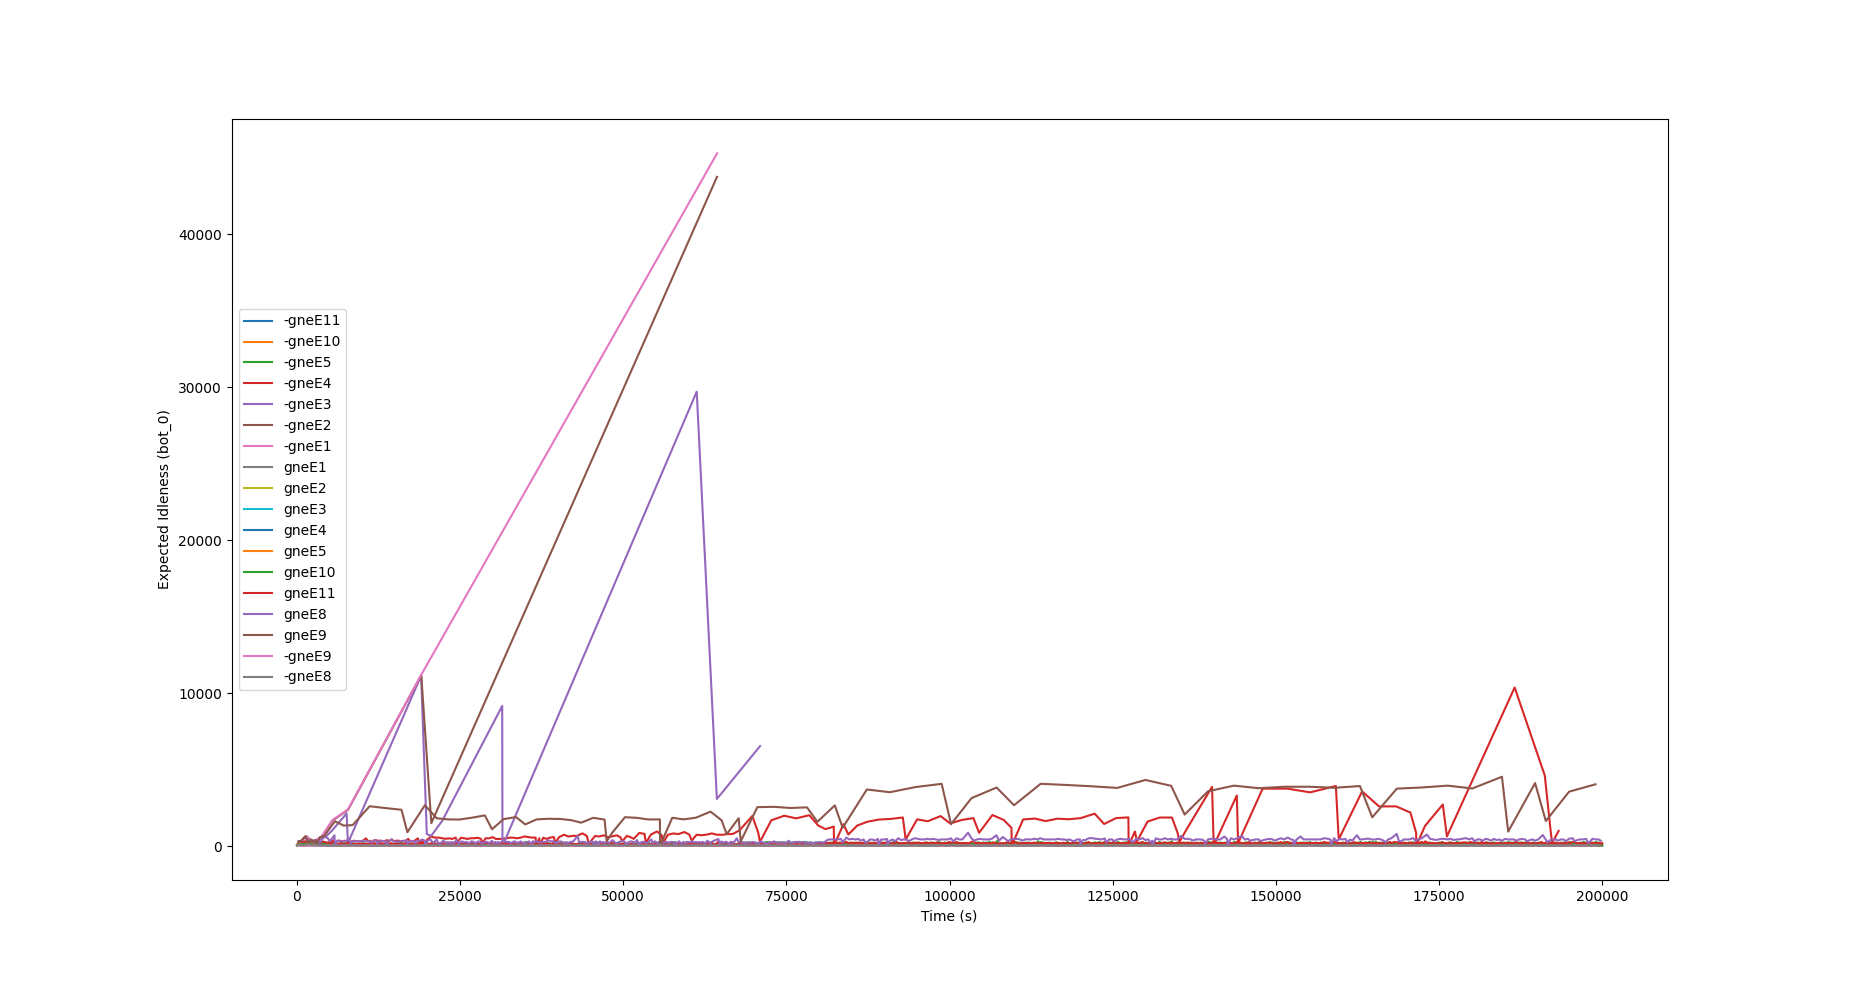 Expected Idleness (bot_0)
40000
30000
20000
10000
0
-gneE11
-gneE10
-gneE5
-gneE4
-gneE3
-gneE2
-gneE1
gneE1
gneE2
gneE3
gneE4
gneE5
gneE10
gneE11
gneE8
gneE9
-gneE9
-gneE8
0 25000 50000 75000 100000 125000 150000 175000 200000
Time (s)